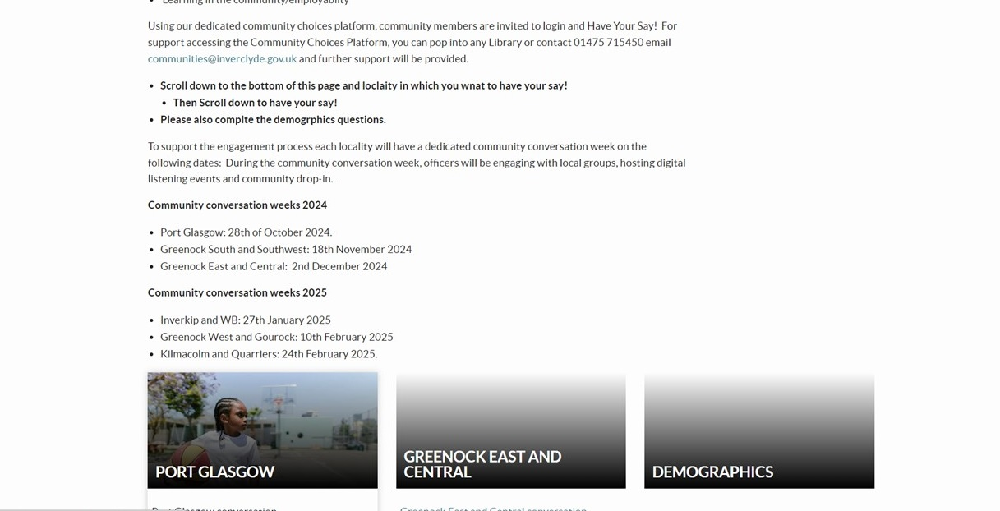 Learning in the community/employablity
Using our dedicated community choices platform, community members are invited to login and Have Your Say!  For
support accessing the Community Choices Platform, you can pop into any Library or contact 01475 715450 email
communities@inverclyde.gov.uk and further support will be provided.
• Scroll down to the bottom of this page and loclaity in which you wnat to have your say!
• Then Scroll down to have your say!
• Please also complte the demogrphics questions.
To support the engagement process each locality will have a dedicated community conversation week on the
following dates:  During the community conversation week, officers will be engaging with local groups, hosting digital
listening events and community drop-in.
Community conversation weeks 2024
• Port Glasgow: 28th of October 2024.
• Greenock South and Southwest: 18th November 2024
• Greenock East and Central:  2nd December 2024
Community conversation weeks 2025
• Inverkip and WB: 27th January 2025
• Greenock West and Gourock: 10th February 2025
• Kilmacolm and Quarriers: 24th February 2025.
PORT GLASGOW
GREENOCK EAST AND
CENTRAL
DEMOGRAPHICS
Port Glasgow conversation
Greenock East and Central conversation